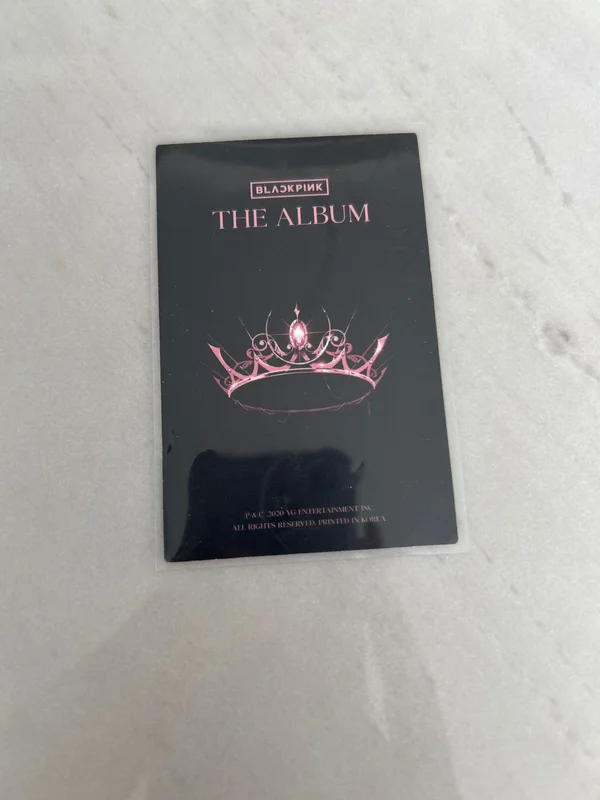 BLACKPINK
THE ALBUM
P & C 2020 YG ENTERTAINMENT INC.
ALL RIGHTS RESERVED. PRINTED IN KOREA